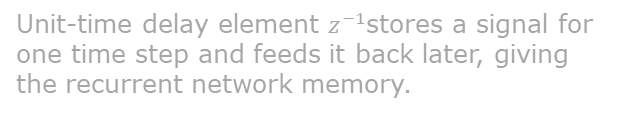 Unit-time delay element z⁻¹stores a signal for
one time step and feeds it back later, giving
the recurrent network memory.